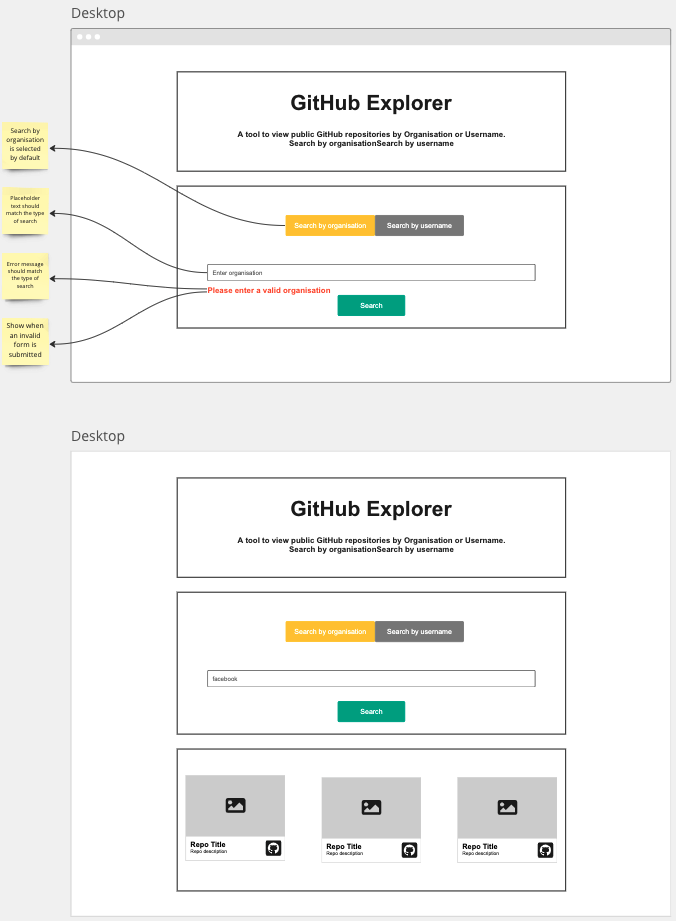 Desktop
GitHub Explorer
A tool to view public GitHub repositories by Organisation or Username.
Search by organisationSearch by username
Search by
organisation
is selected
by default
Placeholder
text should
match the type
of search
Error message
should match
the type of
search
Show when
an invalid
form is
submitted
Search by organisation
Search by username
Enter organisation
Please enter a valid organisation
Search
Desktop
GitHub Explorer
A tool to view public GitHub repositories by Organisation or Username.
Search by organisationSearch by username
Search by organisation
Search by username
facebook
Search
Repo Title
Repo description
Repo Title
Repo description
Repo Title
Repo description